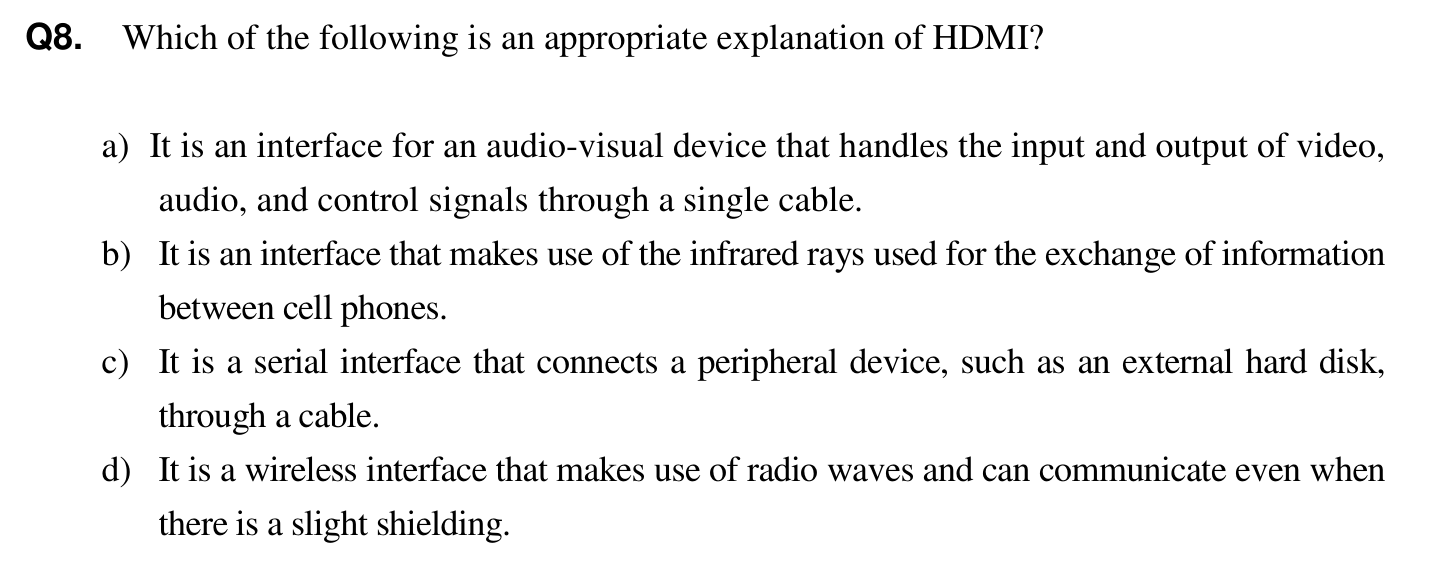 Q8. Which of the following is an appropriate explanation of HDMI?
a) It is an interface for an audio-visual device that handles the input and output of video,
audio, and control signals through a single cable.
b) It is an interface that makes use of the infrared rays used for the exchange of information
between cell phones.
c) It is a serial interface that connects a peripheral device, such as an external hard disk,
through a cable.
d) It is a wireless interface that makes use of radio waves and can communicate even when
there is a slight shielding.